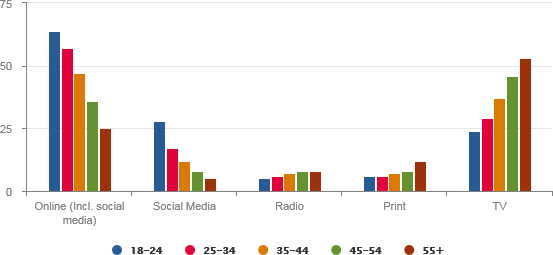 75
50
25
0
Online (Incl. social
media)
Social Media
Radio
Print
TV
18-24
25-34
35-44
45-54
55+